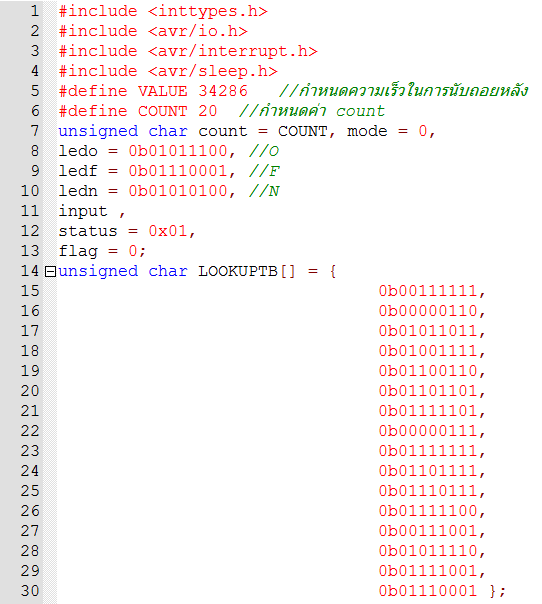 1 #include <inttypes.h>
2 #include <avr/io.h>
3 #include <avr/interrupt.h>
4 #include <avr/sleep.h>
5 #define VALUE 34286 //กำหนดความเร็วในการนับถอยหลัง
6 #define COUNT 20 //กำหนดค่า count
7 unsigned char count = COUNT, mode = 0,
8 ledo = 0b01011100, //O
9 ledf = 0b01110001, //F
10 ledn = 0b01010100, //N
11 input ,
12 status = 0x01,
13 flag = 0;
14 unsigned char LOOKUPTB[] = {
15 0b00111111,
16 0b00000110,
17 0b01011011,
18 0b01001111,
19 0b01100110,
20 0b01101101,
21 0b01111101,
22 0b00000111,
23 0b01111111,
24 0b01101111,
25 0b01110111,
26 0b01111100,
27 0b00111001,
28 0b01011110,
29 0b01111001,
30 0b01110001 };